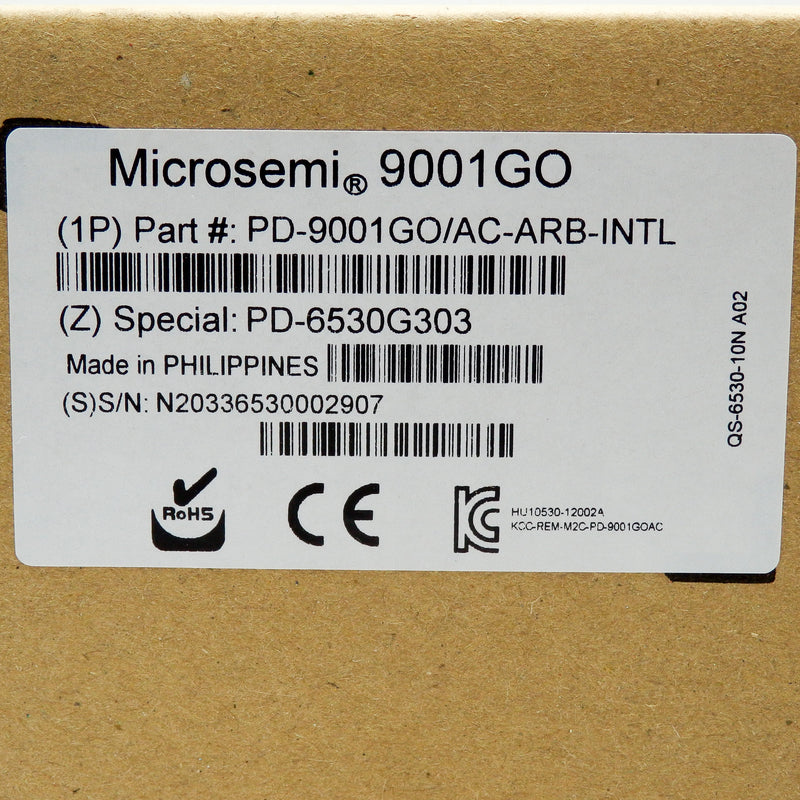 Microsemi® 9001GO
(1P) Part #: PD-9001GO/AC-ARB-INTL
(Z) Special: PD-6530G303
Made in PHILIPPINES
(S)S/N: N20336530002907
RoHS
CE
HU10530-12002A
KCC-REM-M2C-PD-9001GOAC
QS-6530-10N A02